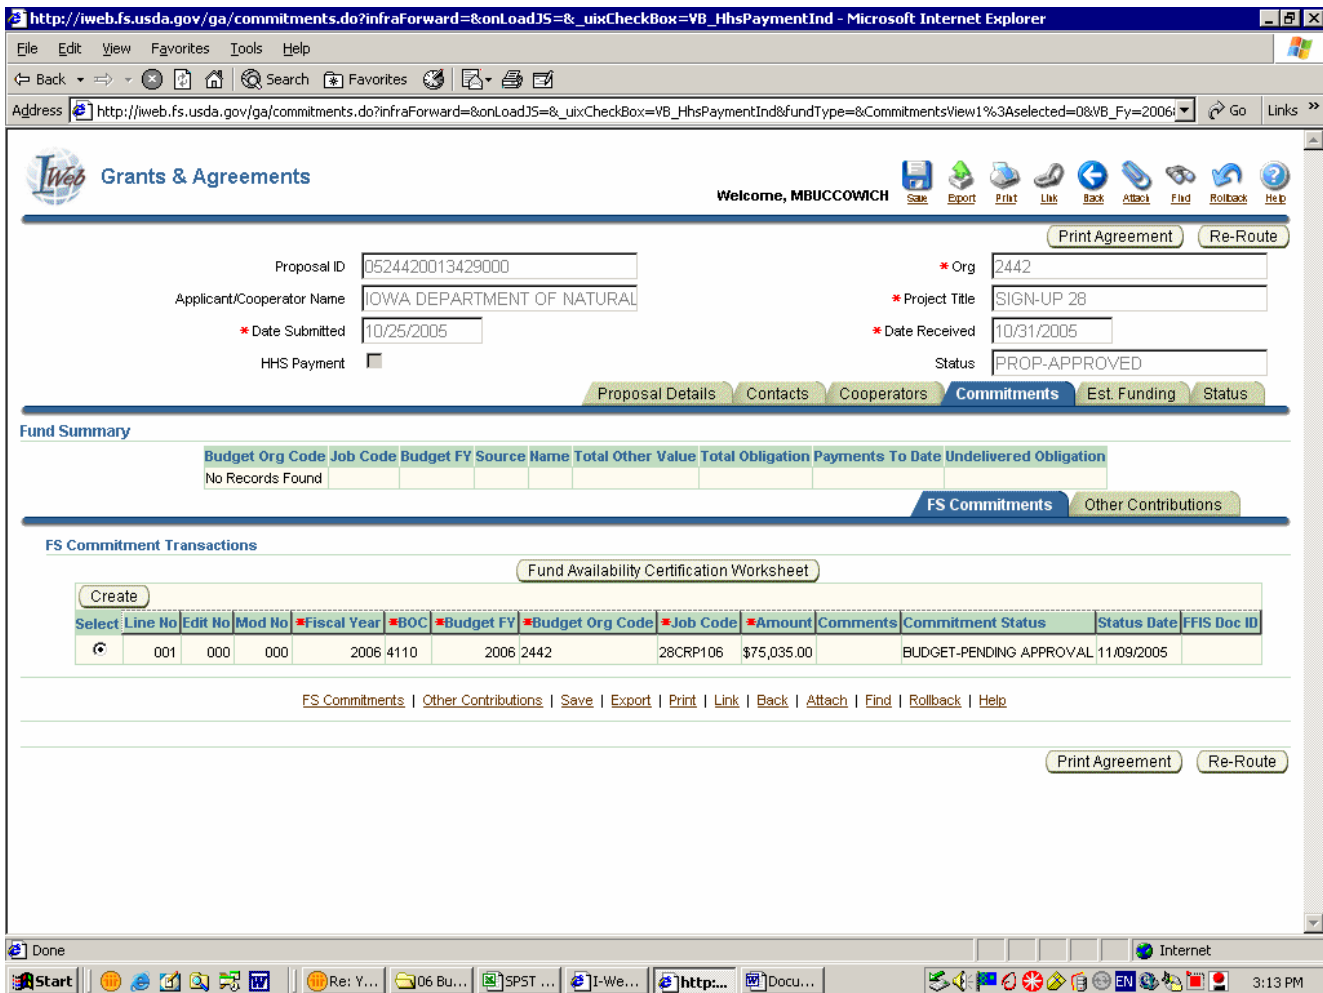 http://iweb.fs.usda.gov/ga/commitments.do?infraForward=&onLoadJS=&_uixCheckBox=VB_HhsPaymentInd - Microsoft Internet Explorer
File Edit View Favorites Tools Help
Back Search Favorites
Address http://iweb.fs.usda.gov/ga/commitments.do?infraForward=&onLoadJS=&_uixCheckBox=VB_HhsPaymentInd&fundType=&CommitmentsView1%3Aselected=0&VB_Fy=2006 Go Links »
IWeb Grants & Agreements Welcome, MBUCCOWICH Save Export Print Link Back Attach Find Rollback Help
Print Agreement Re-Route
Proposal ID 0524420013429000 * Org 2442
Applicant/Cooperator Name IOWA DEPARTMENT OF NATURAL * Project Title SIGN-UP 28
* Date Submitted 10/25/2005 * Date Received 10/31/2005
HHS Payment Status PROP-APPROVED
Proposal Details Contacts Cooperators Commitments Est. Funding Status
Fund Summary
Budget Org Code Job Code Budget FY Source Name Total Other Value Total Obligation Payments To Date Undelivered Obligation
No Records Found
FS Commitments Other Contributions
FS Commitment Transactions
Fund Availability Certification Worksheet
Create
Select Line No Edit No Mod No *Fiscal Year *BOC *Budget FY *Budget Org Code *Job Code *Amount Comments Commitment Status Status Date FFIS Doc ID
001 000 000 2006 4110 2006 2442 28CRP106 $75,035.00 BUDGET-PENDING APPROVAL 11/09/2005
FS Commitments | Other Contributions | Save | Export | Print | Link | Back | Attach | Find | Rollback | Help
Print Agreement Re-Route
Done Internet
Start Re: Y... 06 Bu... SPST ... I-We... http:... Docu... EN 3:13 PM